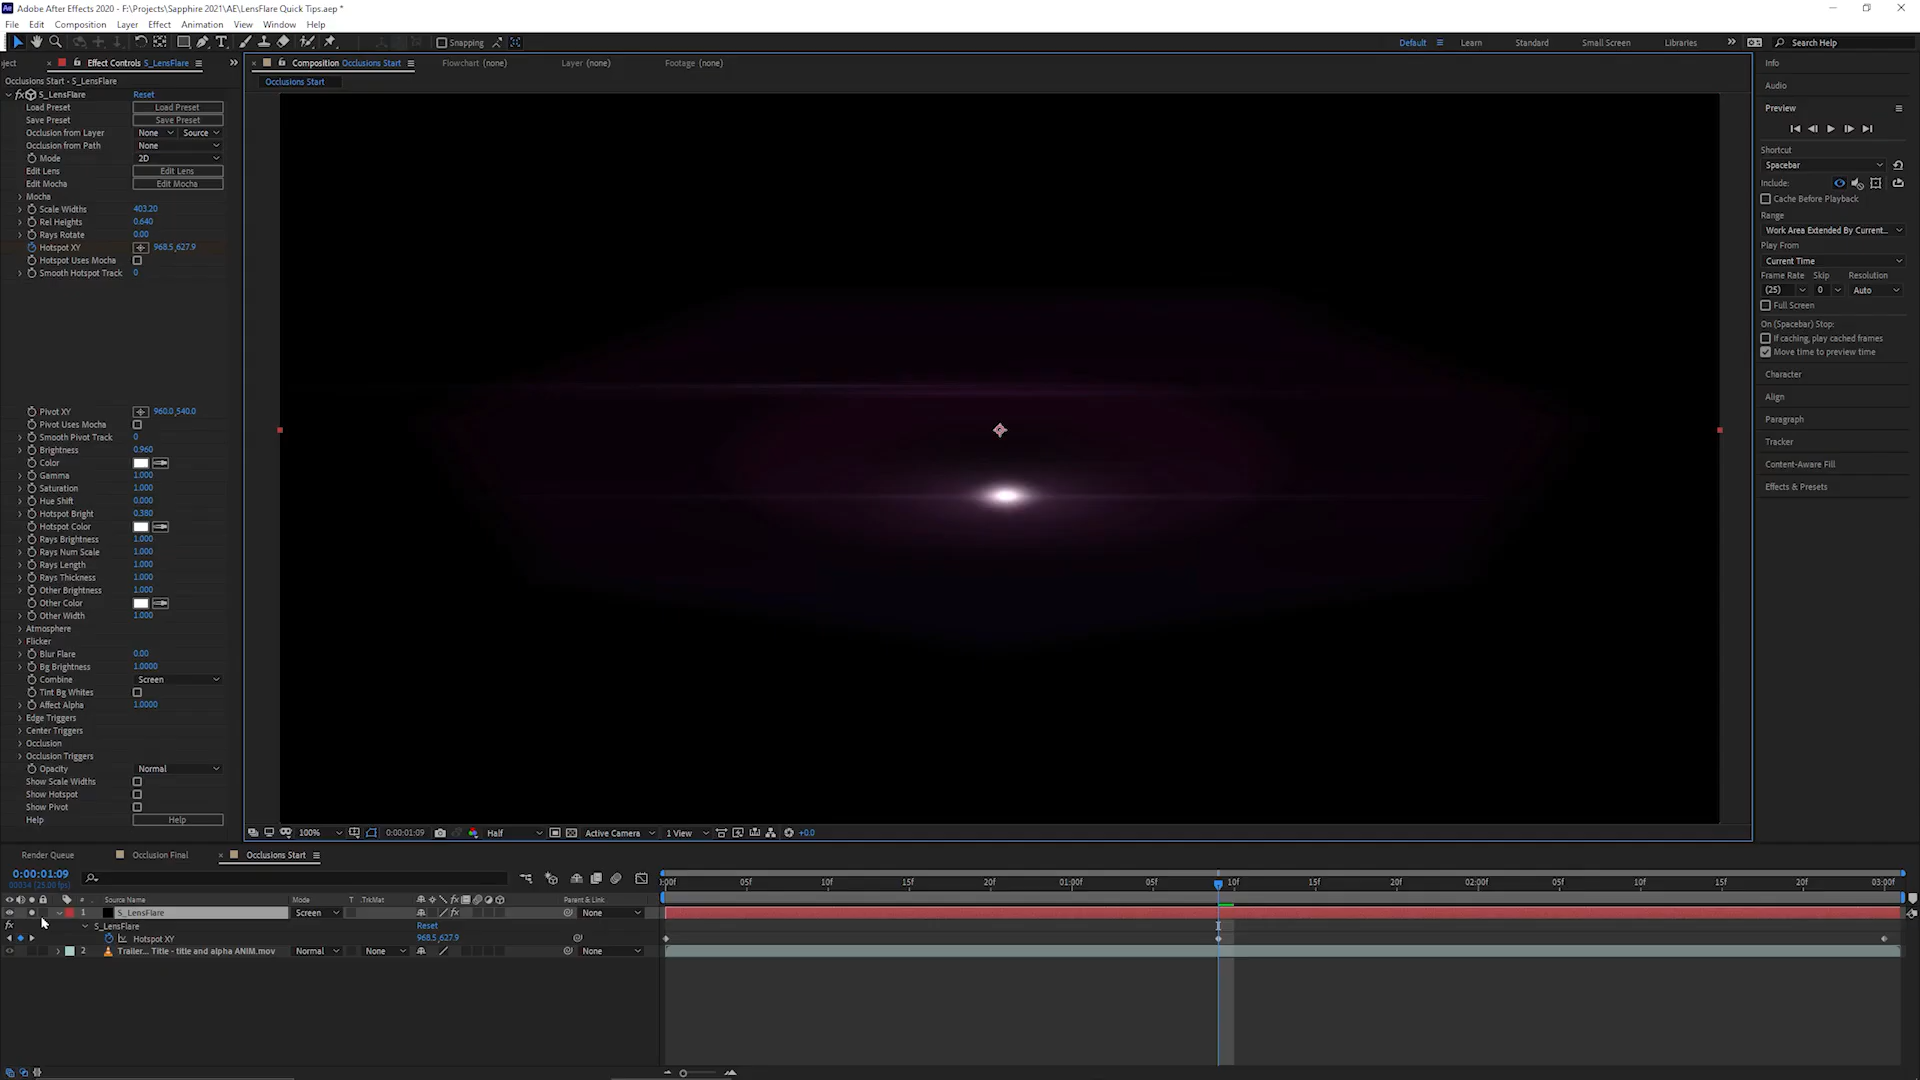 Adobe After Effects 2020 - F:\Projects\Sapphire 2021\AE\LensFlare Quick Tips.aep *
File Edit Composition Layer Effect Animation View Window Help
Snapping Default Learn Standard Small Screen Libraries Search Help
ject Effect Controls S_LensFlare Composition Occlusions Start Flowchart (none) Layer (none) Footage (none) Info
Occlusions Start • S_LensFlare Occlusions Start
Audio
fx S_LensFlare Reset
Load Preset Load Preset
Save Preset Save Preset
Occlusion from Layer None Source
Occlusion from Path None
Mode 2D
Edit Lens Edit Lens
Edit Mocha Edit Mocha
Mocha
Scale Widths 403.20
Rel Heights 0.640
Rays Rotate 0.00
Hotspot XY 968.5,627.9
Hotspot Uses Mocha
Smooth Hotspot Track 0
Pivot XY 960.0,540.0
Pivot Uses Mocha
Smooth Pivot Track 0
Brightness 0.960
Color
Gamma 1.000
Saturation 1.000
Hue Shift 0.000
Hotspot Bright 0.380
Hotspot Color
Rays Brightness 1.000
Rays Num Scale 1.000
Rays Length 1.000
Rays Thickness 1.000
Other Brightness 1.000
Other Color
Other Width 1.000
Atmosphere
Flicker
Blur Flare 0.00
Bg Brightness 1.0000
Combine Screen
Tint Bg Whites
Affect Alpha 1.0000
Edge Triggers
Center Triggers
Occlusion
Occlusion Triggers
Opacity Normal
Show Scale Widths
Show Hotspot
Show Pivot
Help Help
Preview
Shortcut
Spacebar
Include:
Cache Before Playback
Range
Work Area Extended By Current...
Play From
Current Time
Frame Rate Skip Resolution
(25) 0 Auto
Full Screen
On (Spacebar) Stop:
If caching, play cached frames
Move time to preview time
Character
Align
Paragraph
Tracker
Content-Aware Fill
Effects & Presets
100% 0:00:01:09 Half Active Camera 1 View +0.0
Render Queue Occlusion Final Occlusions Start
0:00:01:09
00034 (25.00 fps)
:00f 05f 10f 15f 20f 01:00f 05f 10f 15f 20f 02:00f 05f 10f 15f 20f 03:00f
# Source Name Mode T .TrkMat Parent & Link
1 S_LensFlare Screen None
fx S_LensFlare Reset
Hotspot XY 968.5,627.9
2 Trailer... Title - title and alpha ANIM.mov Normal None None